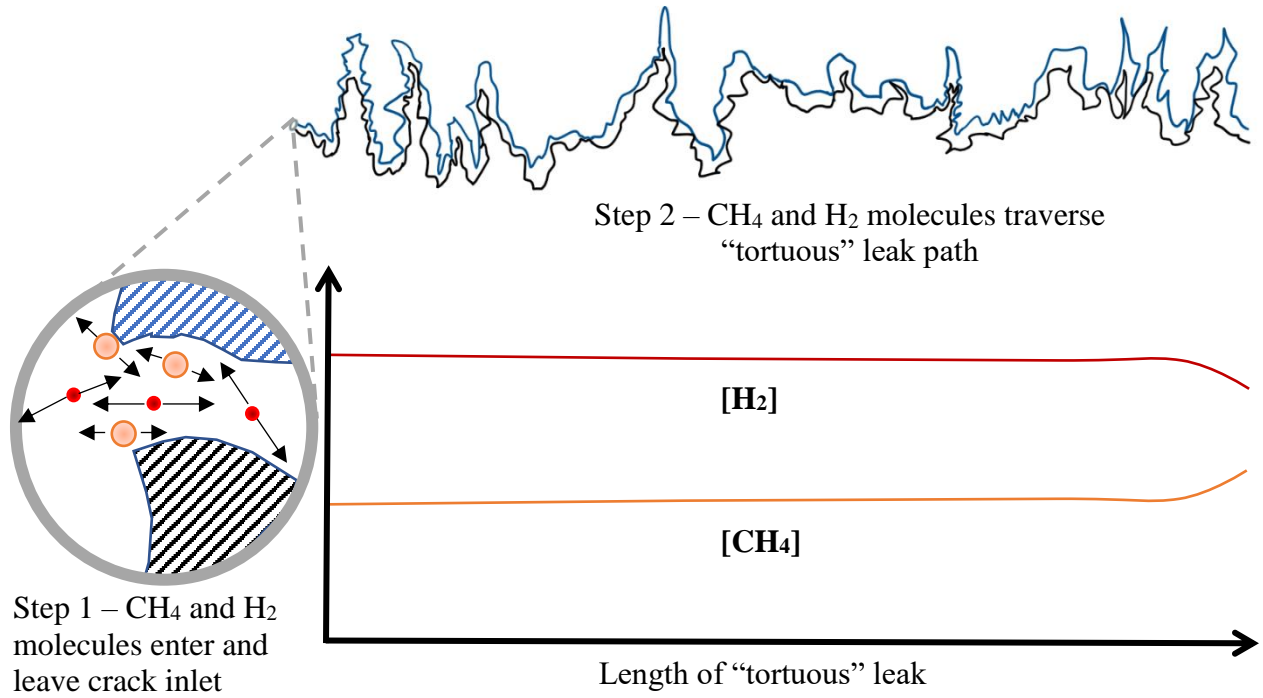 Step 2 – CH4 and H2 molecules traverse
“tortuous” leak path
[H2]
[CH4]
Step 1 – CH4 and H2
molecules enter and
leave crack inlet
Length of “tortuous” leak